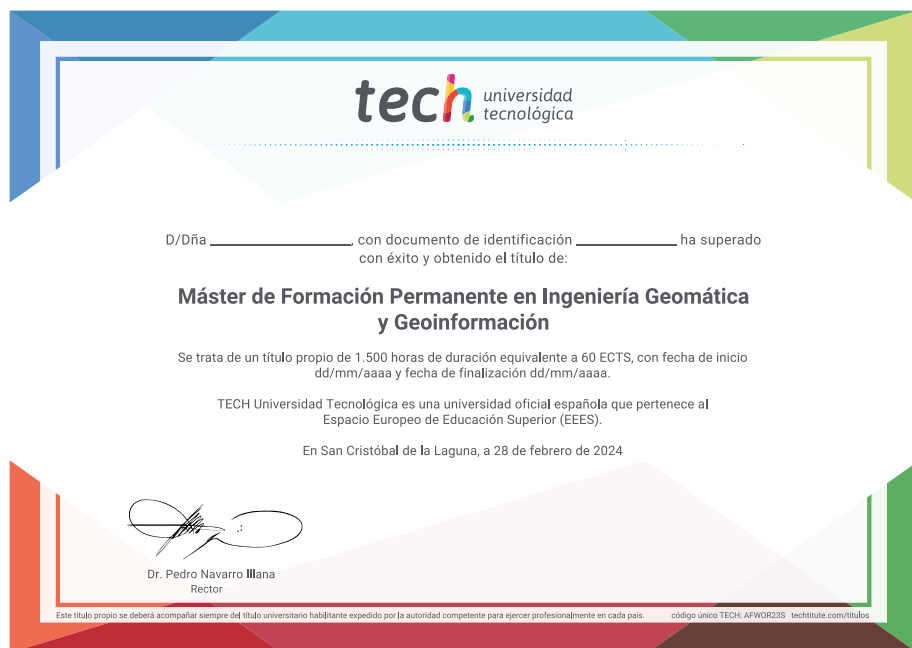 tech universidad
tecnológica
D/Dña ______________, con documento de identificación ______________ ha superado
con éxito y obtenido el título de:
Máster de Formación Permanente en Ingeniería Geomática
y Geoinformación
Se trata de un título propio de 1.500 horas de duración equivalente a 60 ECTS, con fecha de inicio
dd/mm/aaaa y fecha de finalización dd/mm/aaaa.
TECH Universidad Tecnológica es una universidad oficial española que pertenece al
Espacio Europeo de Educación Superior (EEES).
En San Cristóbal de la Laguna, a 28 de febrero de 2024
Dr. Pedro Navarro Illana
Rector
Este título propio se deberá acompañar siempre del título universitario habilitante expedido por la autoridad competente para ejercer profesionalmente en cada país. código único TECH: AFWOR23S techtitute.com/titulos